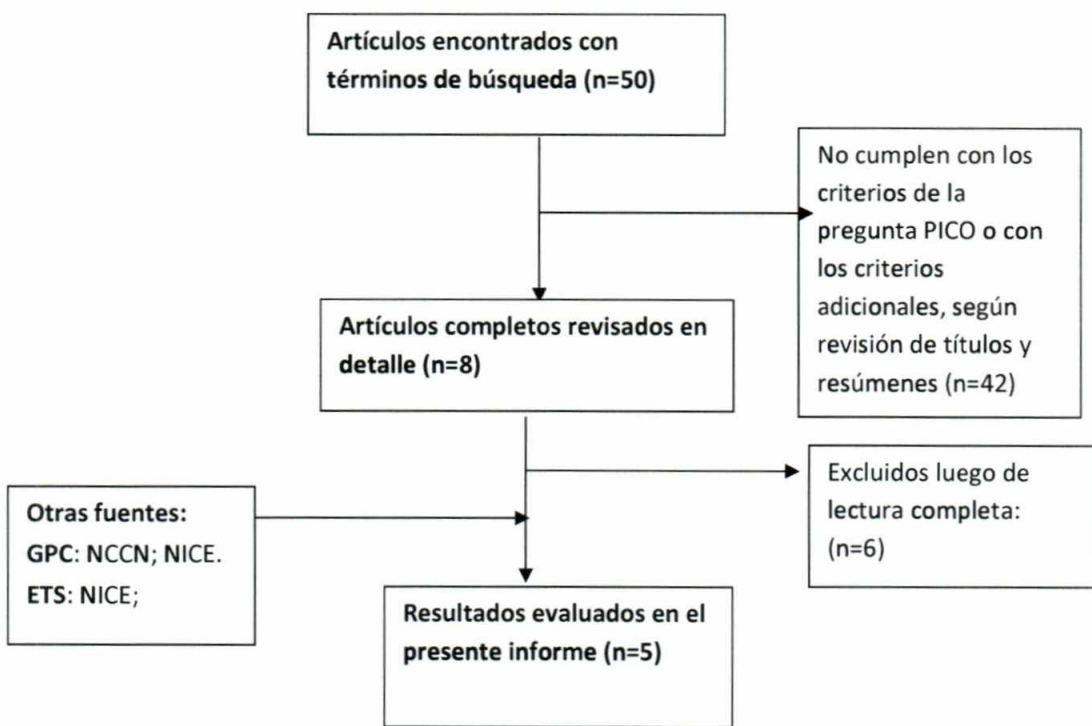 Artículos encontrados con
términos de búsqueda (n=50)
No cumplen con los
criterios de la
pregunta PICO o con
los criterios
adicionales, según
revisión de títulos y
resúmenes (n=42)
Artículos completos revisados en
detalle (n=8)
Excluidos luego de
lectura completa:
(n=6)
Otras fuentes:
GPC: NCCN; NICE.
ETS: NICE;
Resultados evaluados en el
presente informe (n=5)